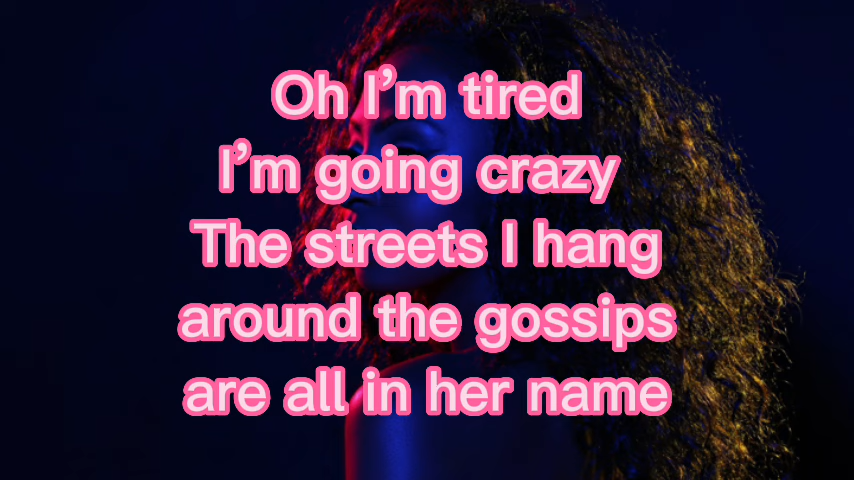 Oh I’m tired
I’m going crazy
The streets I hang
around the gossips
are all in her name